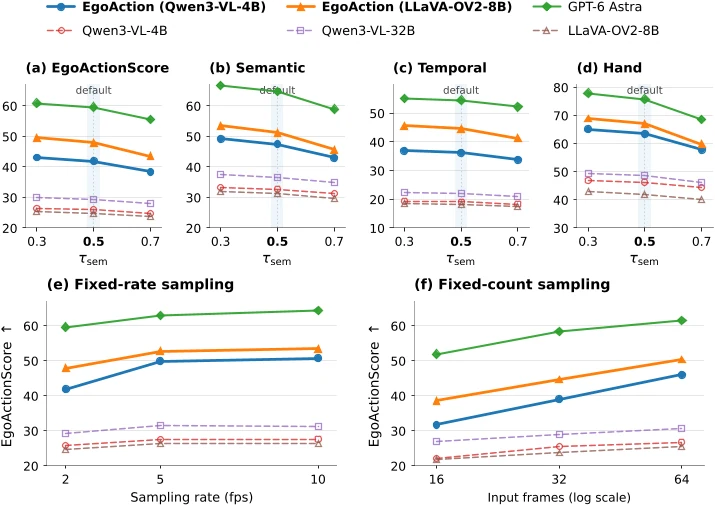 EgoAction (Qwen3-VL-4B) EgoAction (LLaVA-OV2-8B) GPT-6 Astra
Qwen3-VL-4B Qwen3-VL-32B LLaVA-OV2-8B
(a) EgoActionScore (b) Semantic (c) Temporal (d) Hand
default default default default
60
50
40
30
20
0.3 0.5 0.7
τsem
60
50
40
30
20
0.3 0.5 0.7
τsem
50
40
30
20
10
0.3 0.5 0.7
τsem
80
70
60
50
40
30
0.3 0.5 0.7
τsem
(e) Fixed-rate sampling
EgoActionScore ↑
60
50
40
30
20
2 5 10
Sampling rate (fps)
(f) Fixed-count sampling
EgoActionScore ↑
60
50
40
30
20
16 32 64
Input frames (log scale)